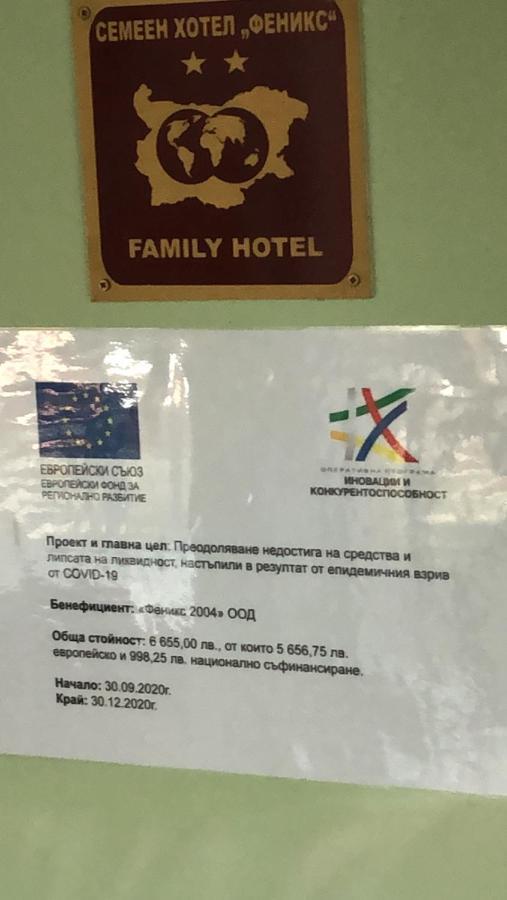 СЕМЕЕН ХОТЕЛ „ФЕНИКС“
FAMILY HOTEL
ЕВРОПЕЙСКИ СЪЮЗ
ЕВРОПЕЙСКИ ФОНД ЗА
РЕГИОНАЛНО РАЗВИТИЕ
ОПЕРАТИВНА ПРОГРАМА
ИНОВАЦИИ И
КОНКУРЕНТОСПОСОБНОСТ
Проект и главна цел: Преодоляване недостига на средства и
липсата на ликвидност, настъпили в резултат от епидемичния взрив
от COVID-19
Бенефициент: «Феникс 2004» ООД
Обща стойност: 6 655,00 лв., от които 5 656,75 лв.
европейско и 998,25 лв. национално съфинансиране.
Начало: 30.09.2020г.
Край: 30.12.2020г.